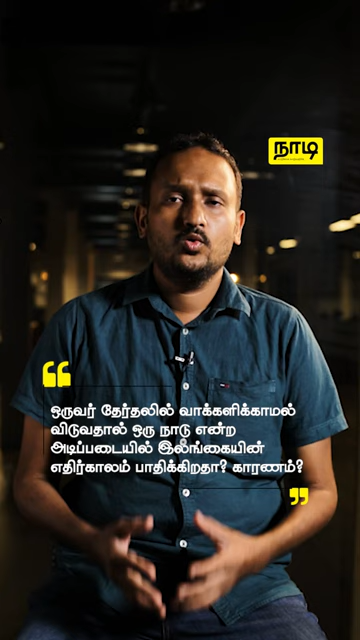 நாடி
ஒருவர் தேர்தலில் வாக்களிக்காமல்
விடுவதால் ஒரு நாடு என்ற
அடிப்படையில் இலங்கையின்
எதிர்காலம் பாதிக்கிறதா? காரணம்?